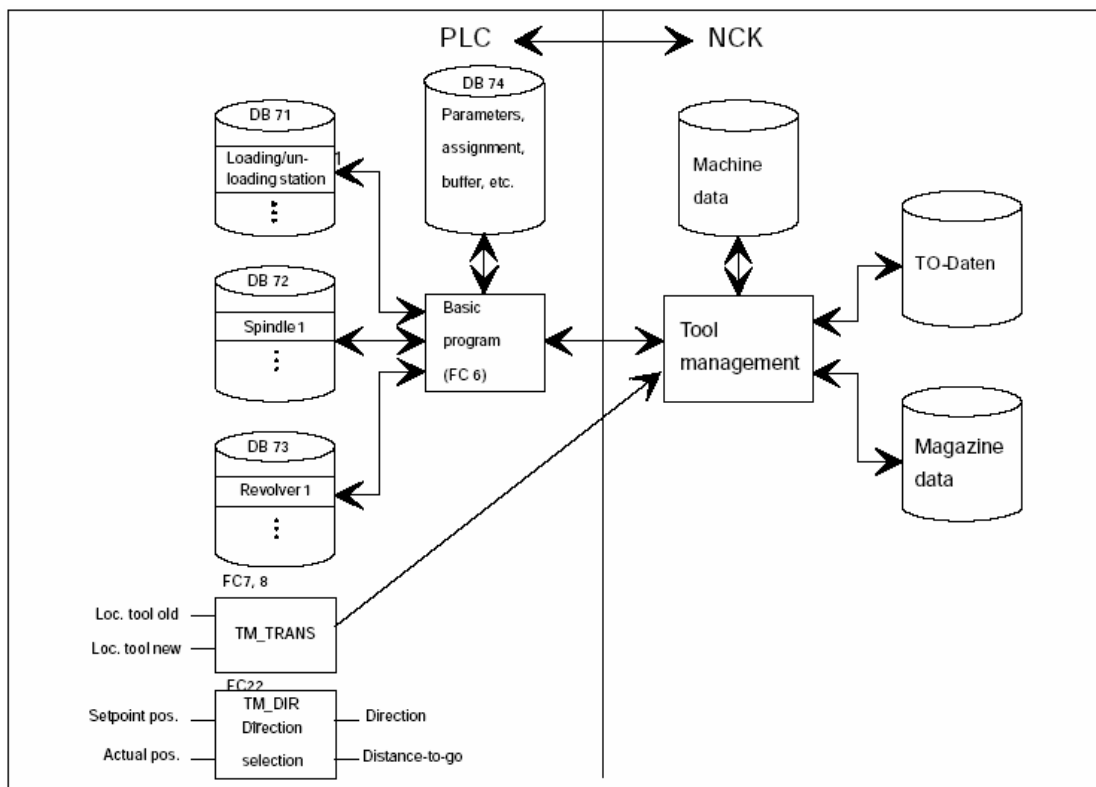 PLC
NCK
DB 74
Parameters,
assignment,
buffer, etc.
DB 71
Loading/un-
loading station
1
Machine
data
TO-Daten
DB 72
Spindle 1
Basic
program
(FC 6)
Tool
management
DB 73
Revolver 1
Magazine
data
FC7, 8
Loc. tool old
TM_TRANS
Loc. tool new
FC22
Setpoint pos.
TM_DIR
Direction
selection
Direction
Actual pos.
Distance-to-go